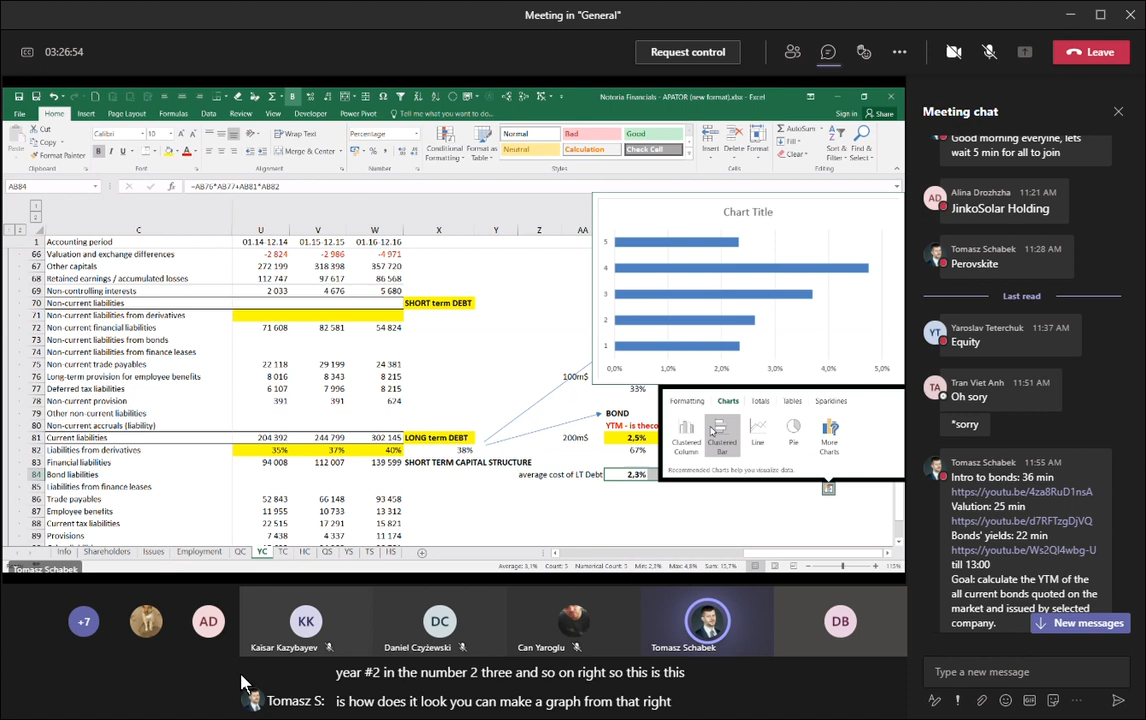 Meeting in "General"
03:26:54
Request control
Leave
Notoria Financials - APATOR (new format).xlsx - Excel
File Home Insert Page Layout Formulas Data Review View Developer Power Pivot Tell me what you want to do... Sign in Share
Cut
Copy
Format Painter
Paste
Calibri 10
Wrap Text
Merge & Center
Percentage
Conditional Formatting
Format as Table
Normal Bad Good
Neutral Calculation Check Cell
Insert Delete Format
AutoSum
Fill
Clear
Sort & Filter
Find & Select
Clipboard Font Alignment Number Styles Cells Editing
AB84 =AB76*AB77+AB81*AB82
C U V W X Y Z AA
1 Accounting period 01.14-12.14 01.15-12.15 01.16-12.16
66 Valuation and exchange differences -2 824 -2 986 -4 971
67 Other capitals 272 199 318 398 357 720
68 Retained earnings / accumulated losses 112 747 97 617 86 568
69 Non-controlling interests 2 033 4 676 5 680
70 Non-current liabilities SHORT term DEBT
71 Non-current liabilities from derivatives
72 Non-current financial liabilities 71 608 82 581 54 824
73 Non-current liabilities from bonds
74 Non-current liabilities from finance leases
75 Non-current trade payables 22 118 29 199 24 381
76 Long-term provision for employee benefits 8 016 8 343 8 215 100m$
77 Deferred tax liabilities 6 107 7 996 8 215 33%
78 Non-current provision 391 391 624
79 Other non-current liabilities BOND
80 Non-current accruals (liability) YTM - is theco
81 Current liabilities 204 392 244 799 302 145 LONG term DEBT 200m$ 2,5%
82 Liabilities from derivatives 35% 37% 40% 38% 67%
83 Financial liabilities 94 008 112 007 139 599 SHORT TERM CAPITAL STRUCTURE
84 Bond liabilities average cost of LT Debt 2,3%
85 Liabilities from finance leases
86 Trade payables 52 843 66 148 93 458
87 Employee benefits 11 955 10 733 13 312
88 Current tax liabilities 22 515 17 291 15 821
89 Provisions 7 438 4 337 11 174
Chart Title
5
4
3
2
1
0,0% 1,0% 2,0% 3,0% 4,0% 5,0%
Formatting Charts Totals Tables Sparklines
Clustered Column
Clustered Bar
Line
Pie
More Charts
Recommended Charts help you visualize data.
Info Shareholders Issues Employment QC YC TC HC QS YS TS HS
Average: 3,1% Count: 5 Numerical Count: 5 Min: 2,3% Max: 4,8% Sum: 15,7% 115%
Tomasz Schabek
+7
AD
KK
Kaisar Kazybayev
DC
Daniel Czyżewski
Can Yaroglu
Tomasz Schabek
DB
year #2 in the number 2 three and so on right so this is this
Tomasz S: is how does it look you can make a graph from that right
Meeting chat
Good morning everyine, lets
wait 5 min for all to join
AD
Alina Drozhzha 11:21 AM
JinkoSolar Holding
Tomasz Schabek 11:28 AM
Perovskite
Last read
YT
Yaroslav Teterchuk 11:37 AM
Equity
TA
Tran Viet Anh 11:51 AM
Oh sory
*sorry
Tomasz Schabek 11:55 AM
Intro to bonds: 36 min
https://youtu.be/4za8RuD1nsA
Valution: 25 min
https://youtu.be/d7RFTzgDjVQ
Bonds' yields: 22 min
https://youtu.be/Ws2Ql4wbg-U
till 13:00
Goal: calculate the YTM of the
all current bonds quoted on the
market and issued by selected
company.
New messages
Type a new message